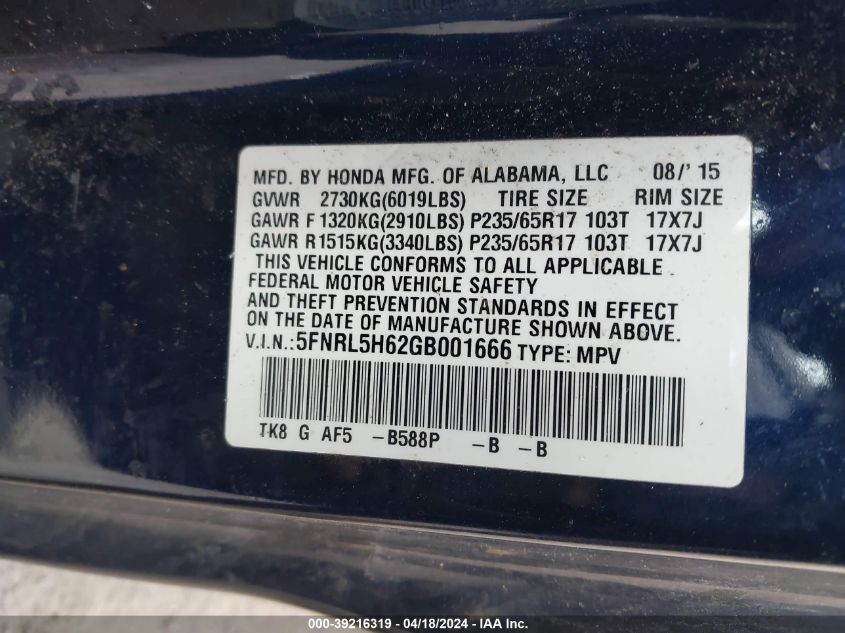 MFD. BY HONDA MFG. OF ALABAMA, LLC 08/' 15
GVWR 2730KG(6019LBS) TIRE SIZE RIM SIZE
GAWR F 1320KG(2910LBS) P235/65R17 103T 17X7J
GAWR R1515KG(3340LBS) P235/65R17 103T 17X7J
THIS VEHICLE CONFORMS TO ALL APPLICABLE
FEDERAL MOTOR VEHICLE SAFETY
AND THEFT PREVENTION STANDARDS IN EFFECT
ON THE DATE OF MANUFACTURE SHOWN ABOVE.
V.I.N.:5FNRL5H62GB001666 TYPE: MPV
TK8 G AF5 -B588P -B -B
000-39216319 - 04/18/2024 - IAAI.com